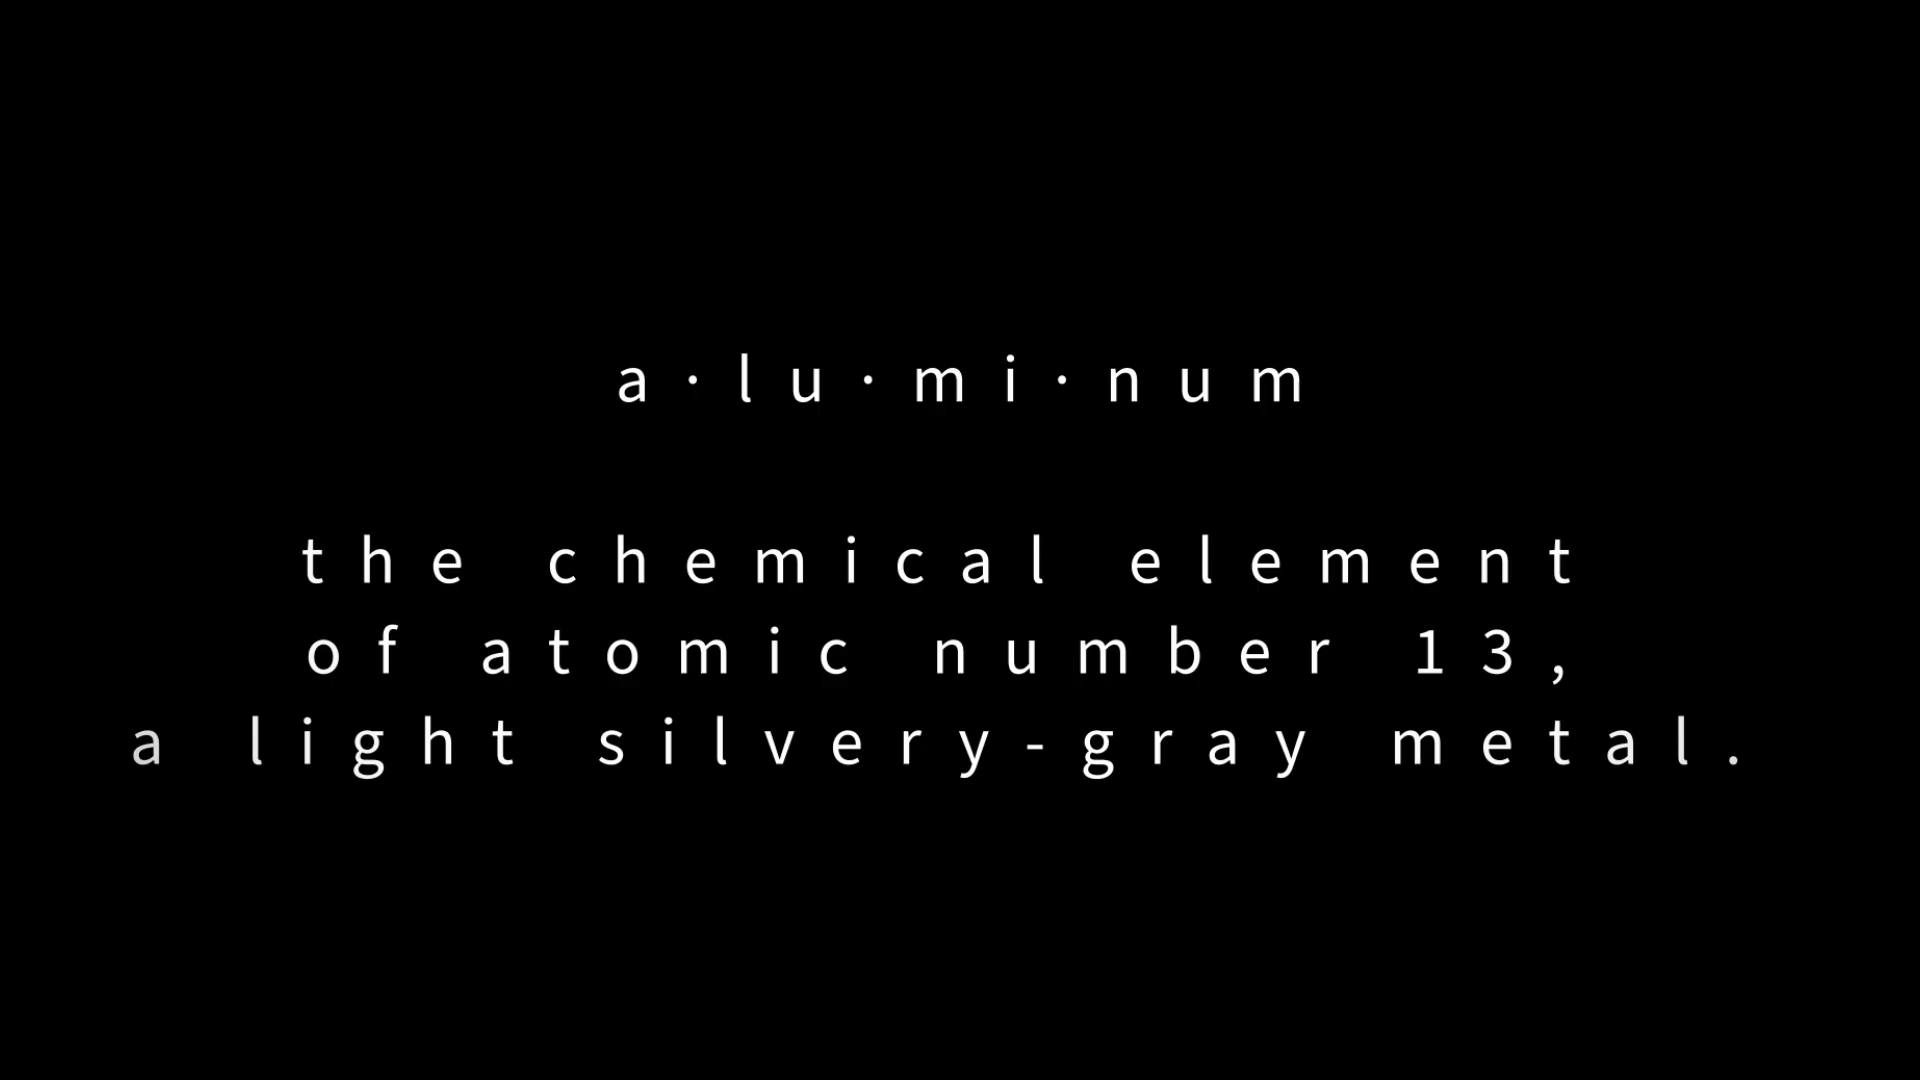 a·lu·mi·num
the chemical element
of atomic number 13,
a light silvery-gray metal.